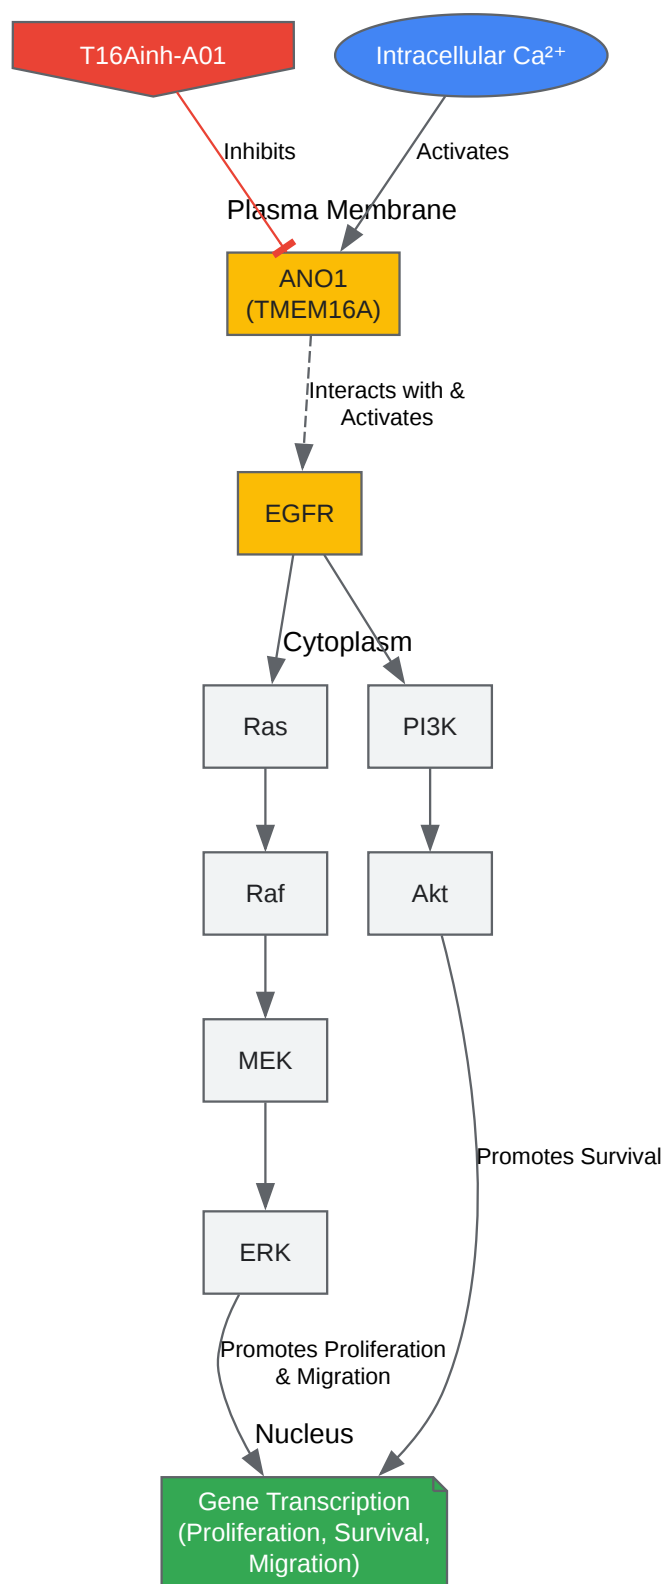 T16Ainh-A01
Intracellular Ca²⁺
Inhibits
Activates
Plasma Membrane
ANO1
(TMEM16A)
Interacts with &
Activates
EGFR
Cytoplasm
Ras
PI3K
Raf
Akt
MEK
Promotes Survival
ERK
Promotes Proliferation
& Migration
Nucleus
Gene Transcription
(Proliferation, Survival,
Migration)